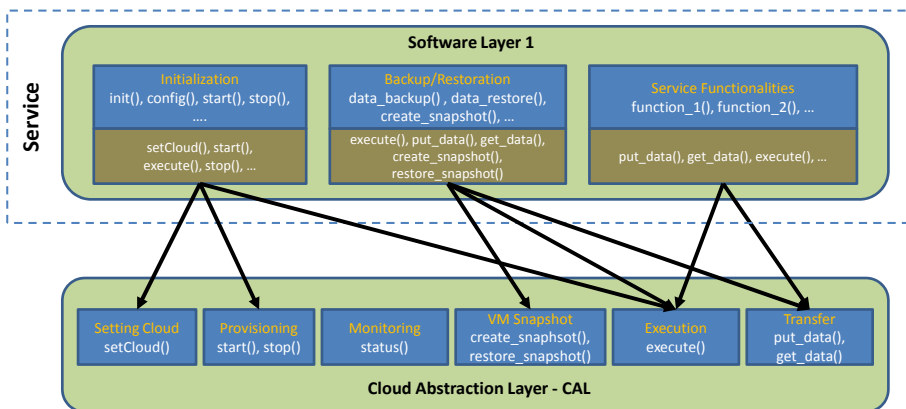 Service
Software Layer 1
Initialization
init(), config(), start(), stop(),
....
setCloud(), start(),
execute(), stop(), ...
Backup/Restoration
data_backup() , data_restore(),
create_snapshot(), ...
execute(), put_data(), get_data(),
create_snapshot(),
restore_snapshot()
Service Functionalities
function_1(), function_2(), ...
put_data(), get_data(), execute(), ...
Setting Cloud
setCloud()
Provisioning
start(), stop()
Monitoring
status()
VM Snapshot
create_snaphsot(),
restore_snapshot()
Execution
execute()
Transfer
put_data(),
get_data()
Cloud Abstraction Layer - CAL